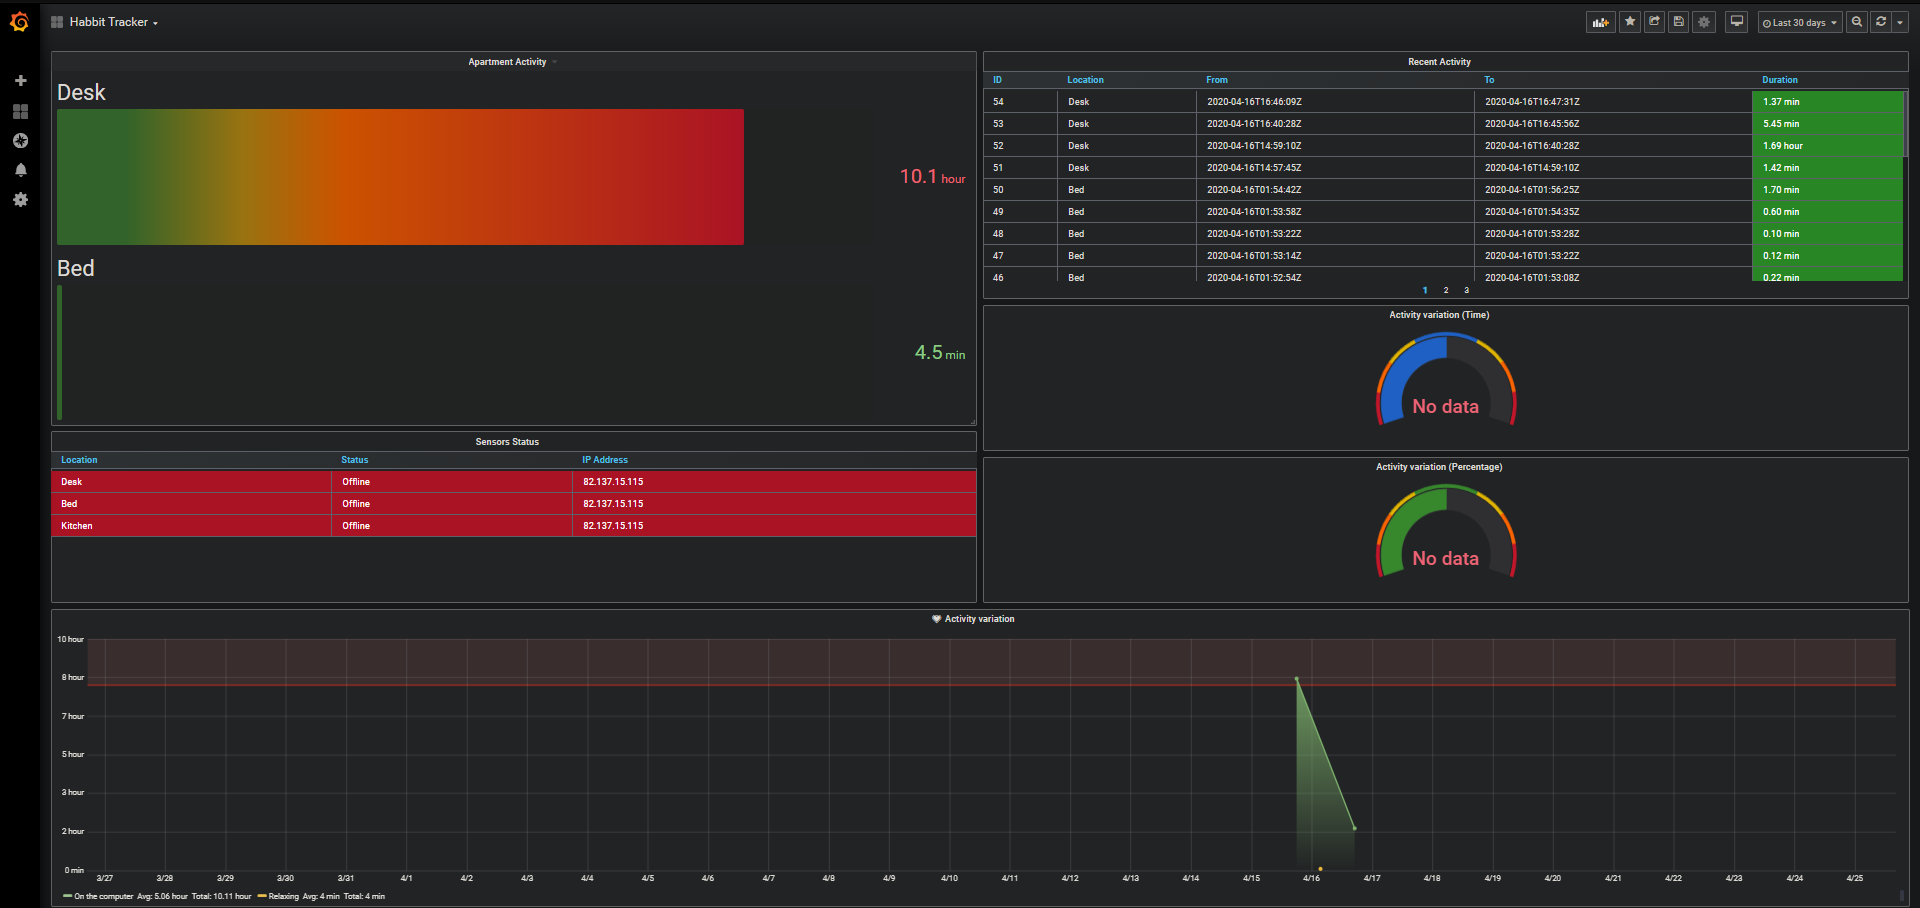 Habbit Tracker
Last 30 days
Apartment Activity
Desk
10.1 hour
Bed
4.5 min
Recent Activity
ID Location From To Duration
54 Desk 2020-04-16T16:46:09Z 2020-04-16T16:47:31Z 1.37 min
53 Desk 2020-04-16T16:40:28Z 2020-04-16T16:45:56Z 5.45 min
52 Desk 2020-04-16T14:59:10Z 2020-04-16T16:40:28Z 1.69 hour
51 Desk 2020-04-16T14:57:45Z 2020-04-16T14:59:10Z 1.42 min
50 Bed 2020-04-16T01:54:42Z 2020-04-16T01:56:25Z 1.70 min
49 Bed 2020-04-16T01:53:58Z 2020-04-16T01:54:35Z 0.60 min
48 Bed 2020-04-16T01:53:22Z 2020-04-16T01:53:28Z 0.10 min
47 Bed 2020-04-16T01:53:14Z 2020-04-16T01:53:22Z 0.12 min
46 Bed 2020-04-16T01:52:54Z 2020-04-16T01:53:08Z 0.22 min
1 2 3
Activity variation (Time)
No data
Sensors Status
Location Status IP Address
Desk Offline 82.137.15.115
Bed Offline 82.137.15.115
Kitchen Offline 82.137.15.115
Activity variation (Percentage)
No data
Activity variation
10 hour
8 hour
7 hour
5 hour
3 hour
2 hour
0 min
3/27 3/28 3/29 3/30 3/31 4/1 4/2 4/3 4/4 4/5 4/6 4/7 4/8 4/9 4/10 4/11 4/12 4/13 4/14 4/15 4/16 4/17 4/18 4/19 4/20 4/21 4/22 4/23 4/24 4/25
On the computer Avg: 5.06 hour Total: 10.11 hour Relaxing Avg: 4 min Total: 4 min